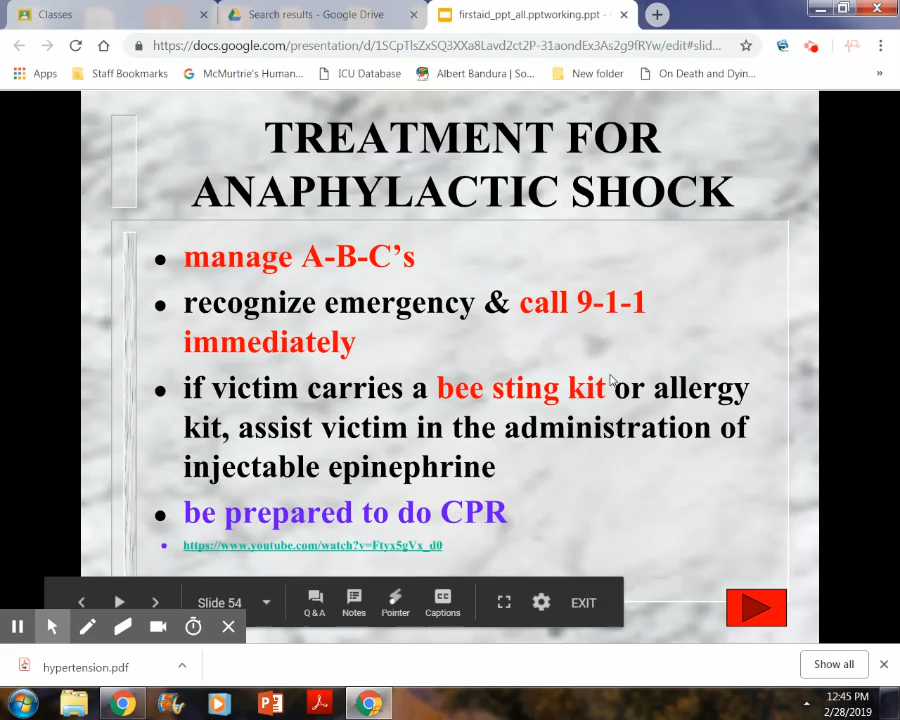 Classes
Search results - Google Drive
firstaid_ppt_all.pptworking.ppt -
https://docs.google.com/presentation/d/1SCpTlsZxSQ3XXa8Lavd2ct2P-31aondEx3As2g9fRYw/edit#slid...
Apps
Staff Bookmarks
McMurtrie's Human...
ICU Database
Albert Bandura | So...
New folder
On Death and Dyin...
»
TREATMENT FOR
ANAPHYLACTIC SHOCK
• manage A-B-C's
• recognize emergency & call 9-1-1
immediately
• if victim carries a bee sting kit or allergy
kit, assist victim in the administration of
injectable epinephrine
• be prepared to do CPR
• https://www.youtube.com/watch?v=Ftyx5gVx_d0
Slide 54
Q & A
Notes
Pointer
Captions
EXIT
hypertension.pdf
Show all
12:45 PM
2/28/2019